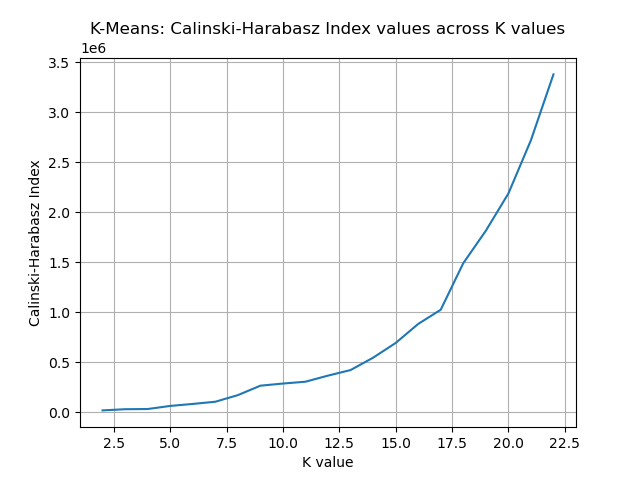 K-Means: Calinski-Harabasz Index values across K values
1e6
3.5
3.0
2.5
2.0
1.5
1.0
0.5
0.0
Calinski-Harabasz Index
2.5 5.0 7.5 10.0 12.5 15.0 17.5 20.0 22.5
K value